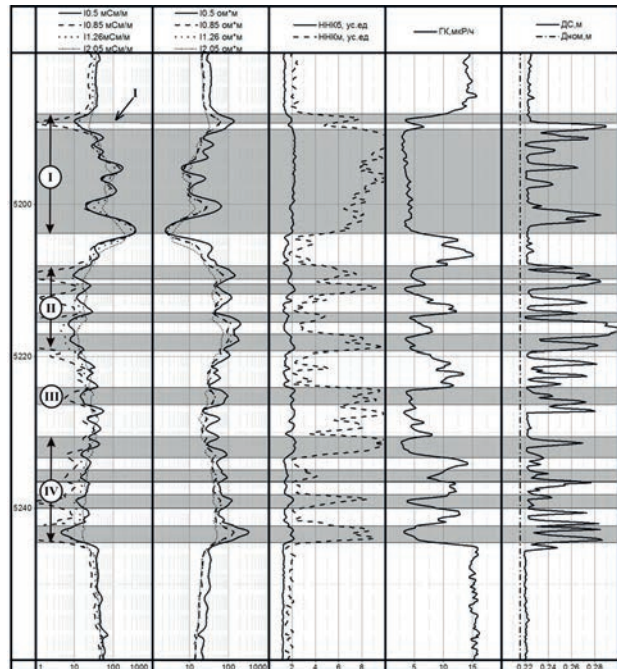 I0.5 мСм/м
I0.85 мСм/м
I1.26мСм/м
I2.05 мСм/м
I0.5 ом*м
I0.85 ом*м
I1.26 ом*м
I2.05 ом*м
ННКб, ус.ед
ННКм, ус.ед
ГК,мкР/ч
ДС,м
Дном,м
1
I
5200
II
5220
III
IV
5240
1 10 100 1000
1 10 100 1000
2 4 6 8
5 10 15
0.22 0.24 0.26 0.28